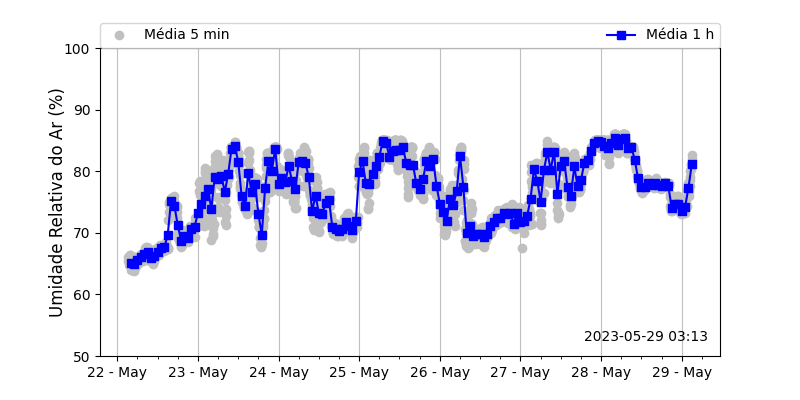 Média 5 min
Média 1 h
Umidade Relativa do Ar (%)
100
90
80
70
60
50
2023-05-29 03:13
22 - May
23 - May
24 - May
25 - May
26 - May
27 - May
28 - May
29 - May